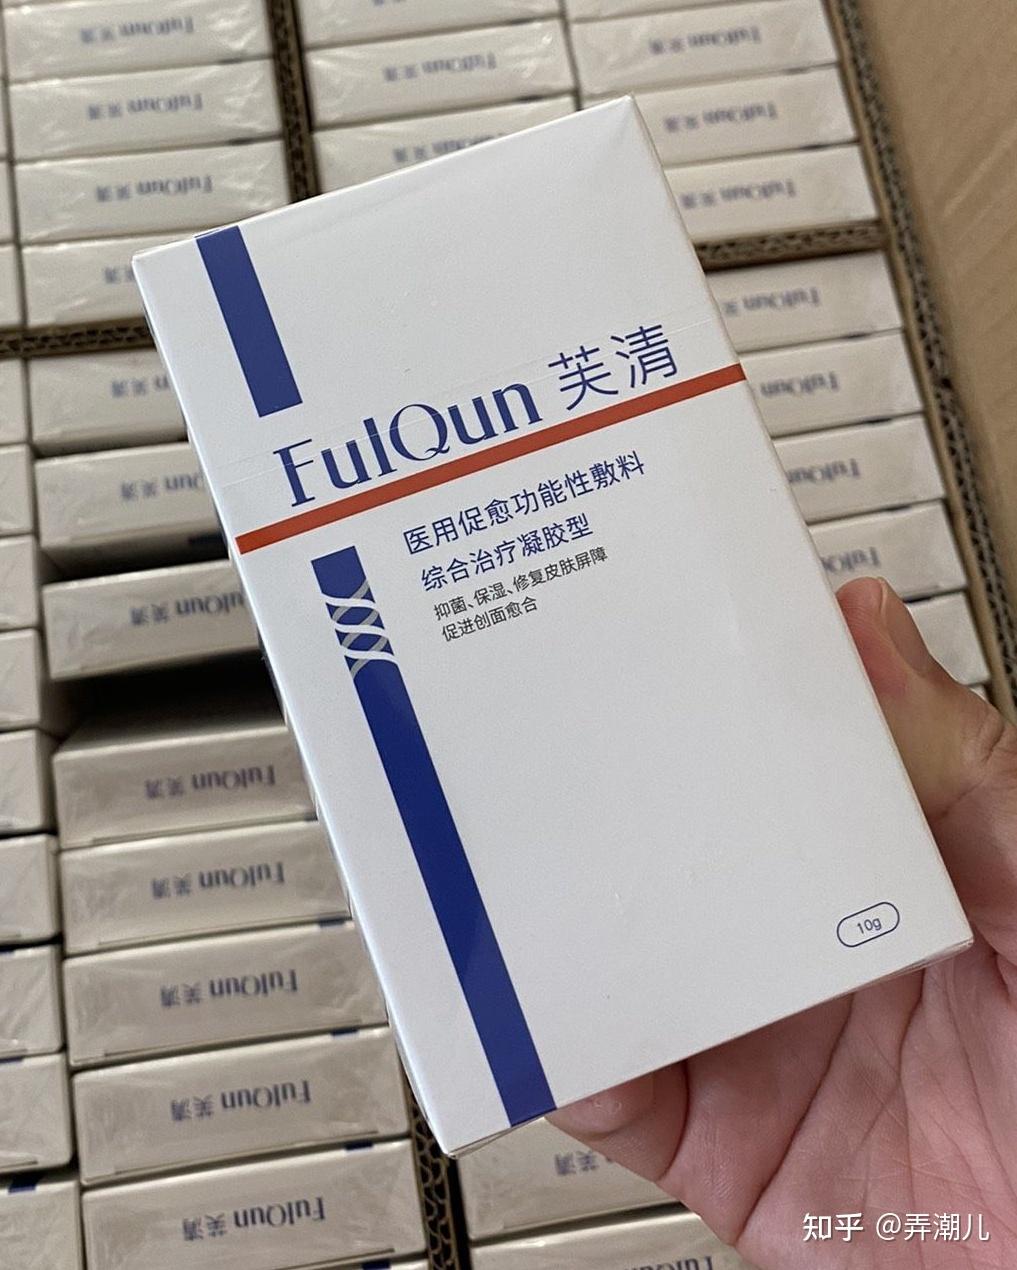 FulQun 芙清
医用促愈功能性敷料
综合治疗凝胶型
抑菌、保湿、修复皮肤屏障
促进创面愈合
10g
知乎 @弄潮儿